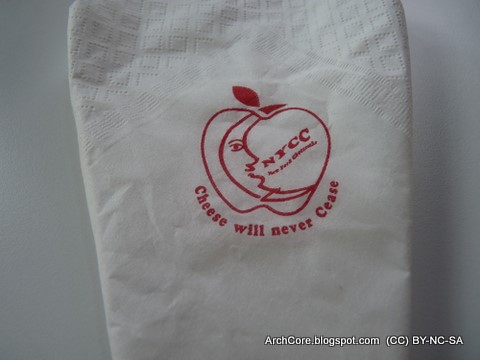 NYCC
New York Cheesecake
Cheese will never Cease
ArchCore.blogspot.com (CC) BY-NC-SA